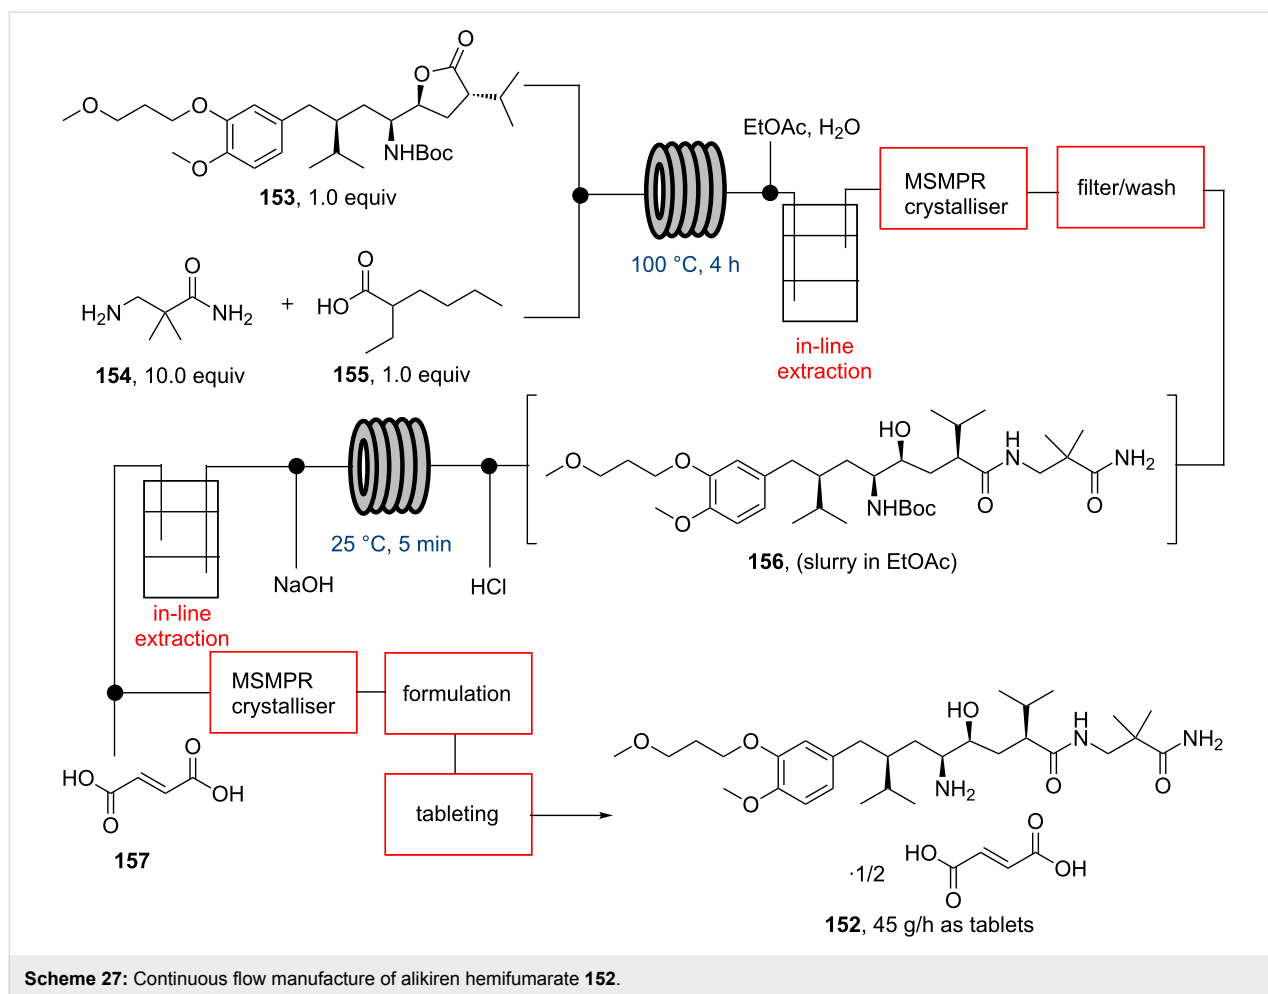 O
O
O
O
O
NHBoc
153, 1.0 equiv
EtOAc, H2O
MSMPR
crystalliser
filter/wash
100 °C, 4 h
in-line
extraction
O
H2N
NH2
+
O
HO
154, 10.0 equiv
155, 1.0 equiv
HO
H
N
NH2
O
O
O
O
O
NHBoc
156, (slurry in EtOAc)
25 °C, 5 min
NaOH
HCl
in-line
extraction
MSMPR
crystalliser
formulation
tableting
O
HO
OH
O
157
HO
H
N
NH2
O
O
O
O
O
NH2
·1/2
O
HO
OH
O
152, 45 g/h as tablets
Scheme 27: Continuous flow manufacture of alikiren hemifumarate 152.